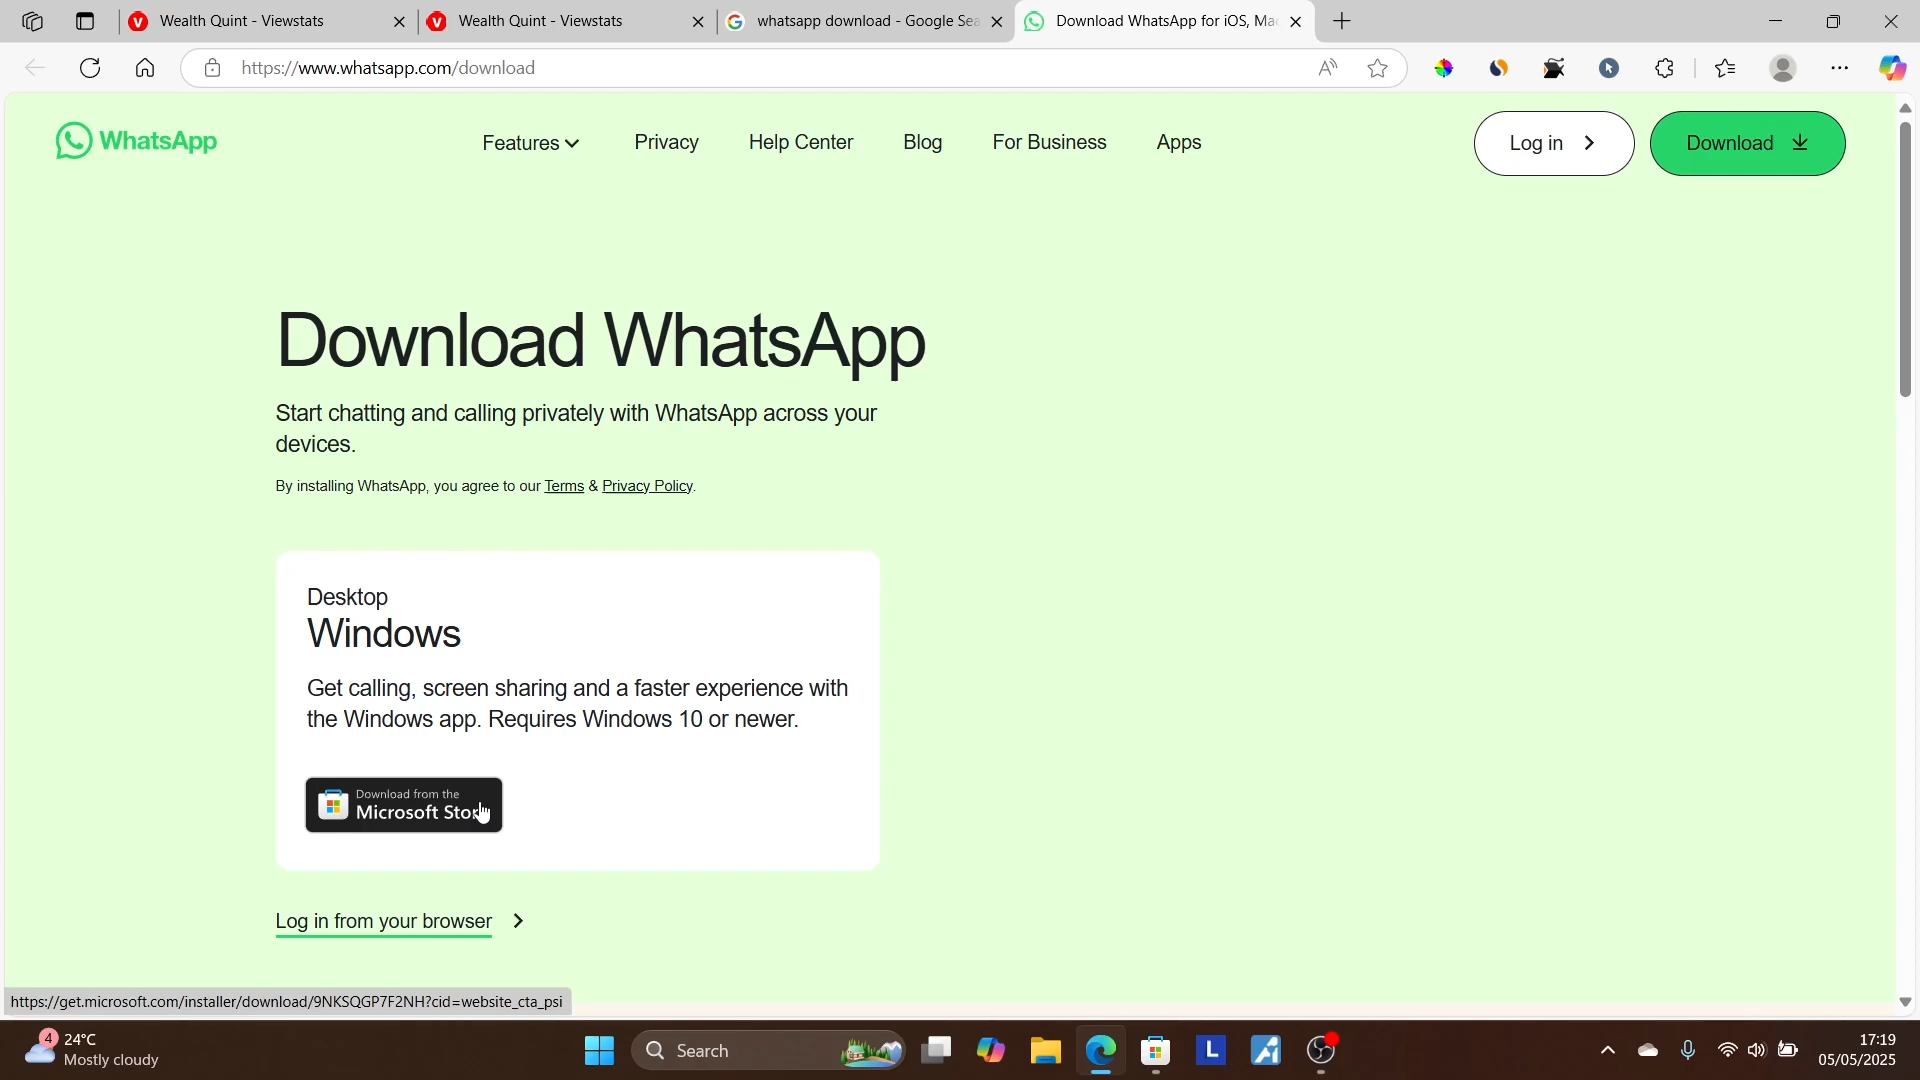 Wealth Quint - Viewstats
Wealth Quint - Viewstats
whatsapp download - Google Sea
Download WhatsApp for iOS, Mac
https://www.whatsapp.com/download
WhatsApp
Features
Privacy
Help Center
Blog
For Business
Apps
Log in
Download
Download WhatsApp
Start chatting and calling privately with WhatsApp across your
devices.
By installing WhatsApp, you agree to our Terms & Privacy Policy.
Desktop
Windows
Get calling, screen sharing and a faster experience with
the Windows app. Requires Windows 10 or newer.
Download from the
Microsoft Stor
Log in from your browser
https://get.microsoft.com/installer/download/9NKSQGP7F2NH?cid=website_cta_psi
4
24°C
Mostly cloudy
Search
L
17:19
05/05/2025